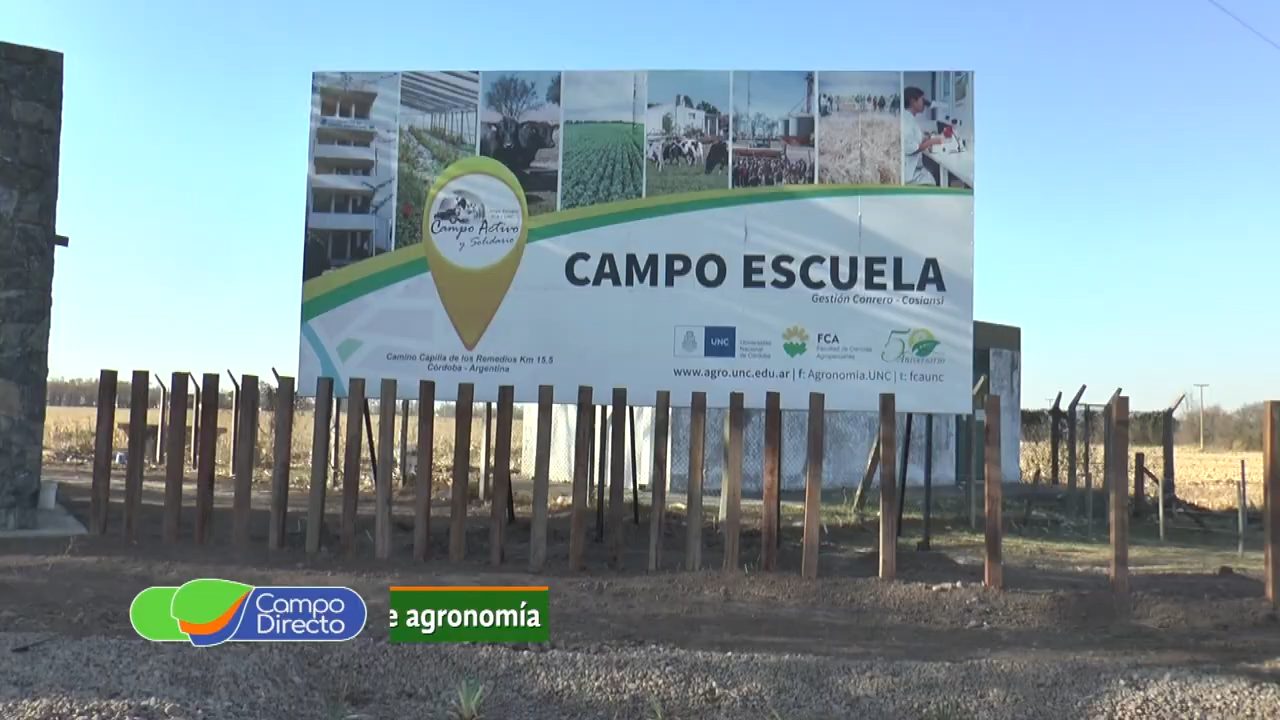 Campo Activo
y Solidario
CAMPO ESCUELA
Gestión Conrero - Cosiansi
UNC
Universidad
Nacional
de Córdoba
FCA
Facultad de Ciencias
Agropecuarias
50
Aniversario
Camino Capilla de los Remedios Km 15.5
Córdoba - Argentina
www.agro.unc.edu.ar | f: Agronomia.UNC | t: fcaunc
Campo
Directo
e agronomía